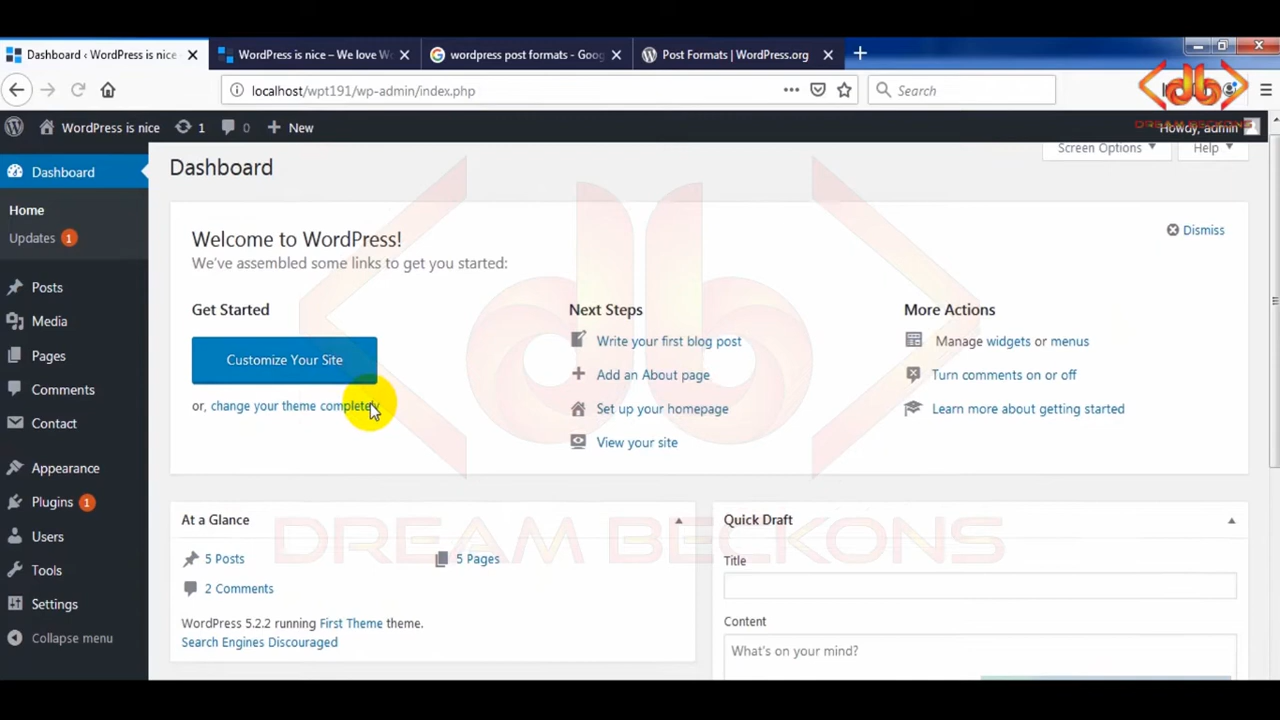 Dashboard ‹ WordPress is nice
WordPress is nice – We love Wo
wordpress post formats - Goog
Post Formats | WordPress.org
localhost/wpt191/wp-admin/index.php
Search
WordPress is nice
1
0
New
DREAM BECKONS
Howdy, admin
Dashboard
Screen Options
Help
Dashboard
Home
Updates 1
Posts
Media
Pages
Comments
Contact
Appearance
Plugins 1
Users
Tools
Settings
Collapse menu
Welcome to WordPress!
We've assembled some links to get you started:
Dismiss
Get Started
Customize Your Site
or, change your theme completely
Next Steps
Write your first blog post
Add an About page
Set up your homepage
View your site
More Actions
Manage widgets or menus
Turn comments on or off
Learn more about getting started
DREAM BECKONS
At a Glance
5 Posts
5 Pages
2 Comments
WordPress 5.2.2 running First Theme theme.
Search Engines Discouraged
Quick Draft
Title
Content
What's on your mind?